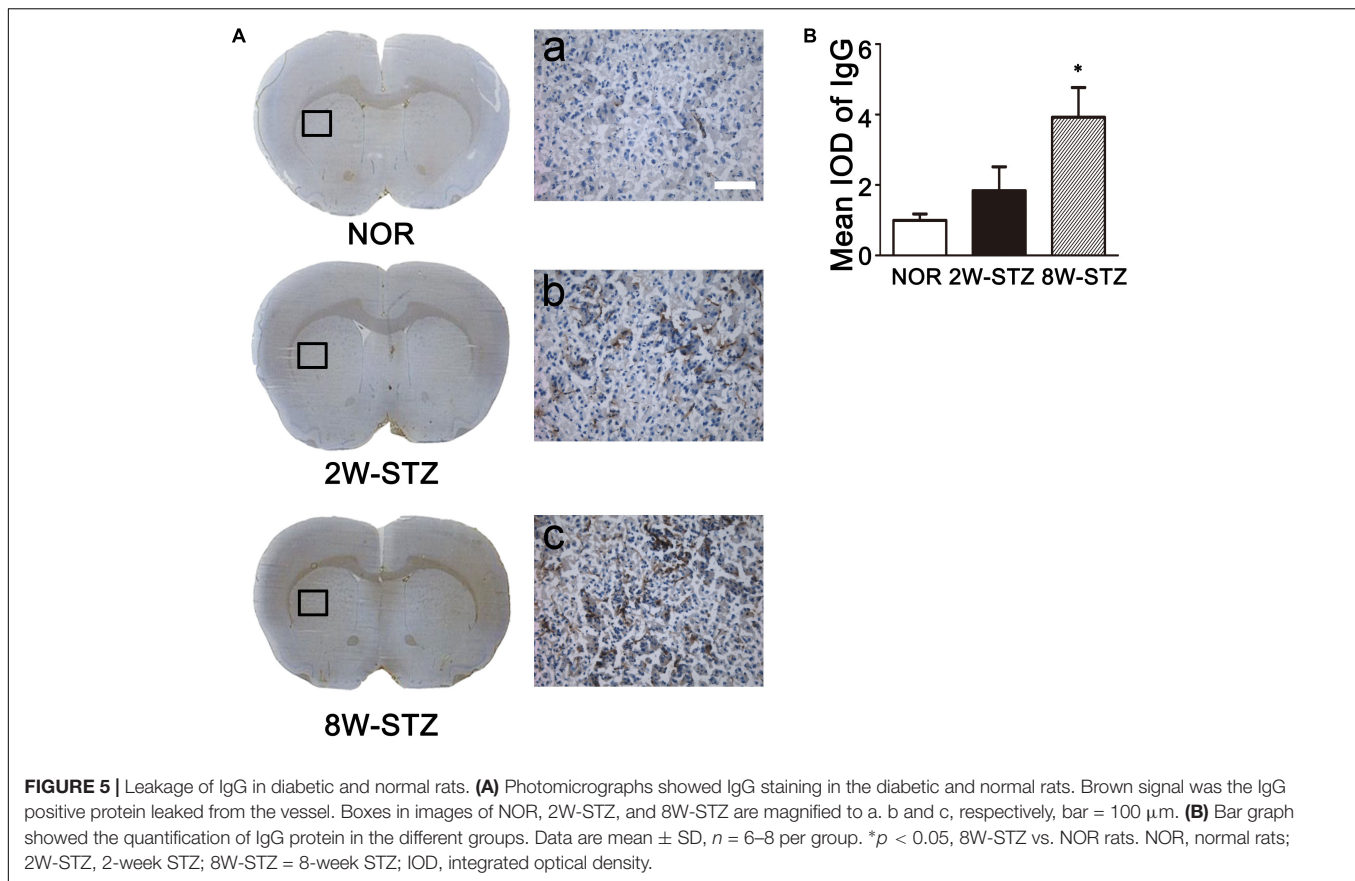 A
a
NOR
b
2W-STZ
c
8W-STZ
B
Mean IOD of IgG
6
4
2
0
*
NOR 2W-STZ 8W-STZ
FIGURE 5 | Leakage of IgG in diabetic and normal rats. (A) Photomicrographs showed IgG staining in the diabetic and normal rats. Brown signal was the IgG
positive protein leaked from the vessel. Boxes in images of NOR, 2W-STZ, and 8W-STZ are magnified to a. b and c, respectively, bar = 100 μm. (B) Bar graph
showed the quantification of IgG protein in the different groups. Data are mean ± SD, n = 6–8 per group. *p < 0.05, 8W-STZ vs. NOR rats. NOR, normal rats;
2W-STZ, 2-week STZ; 8W-STZ = 8-week STZ; IOD, integrated optical density.